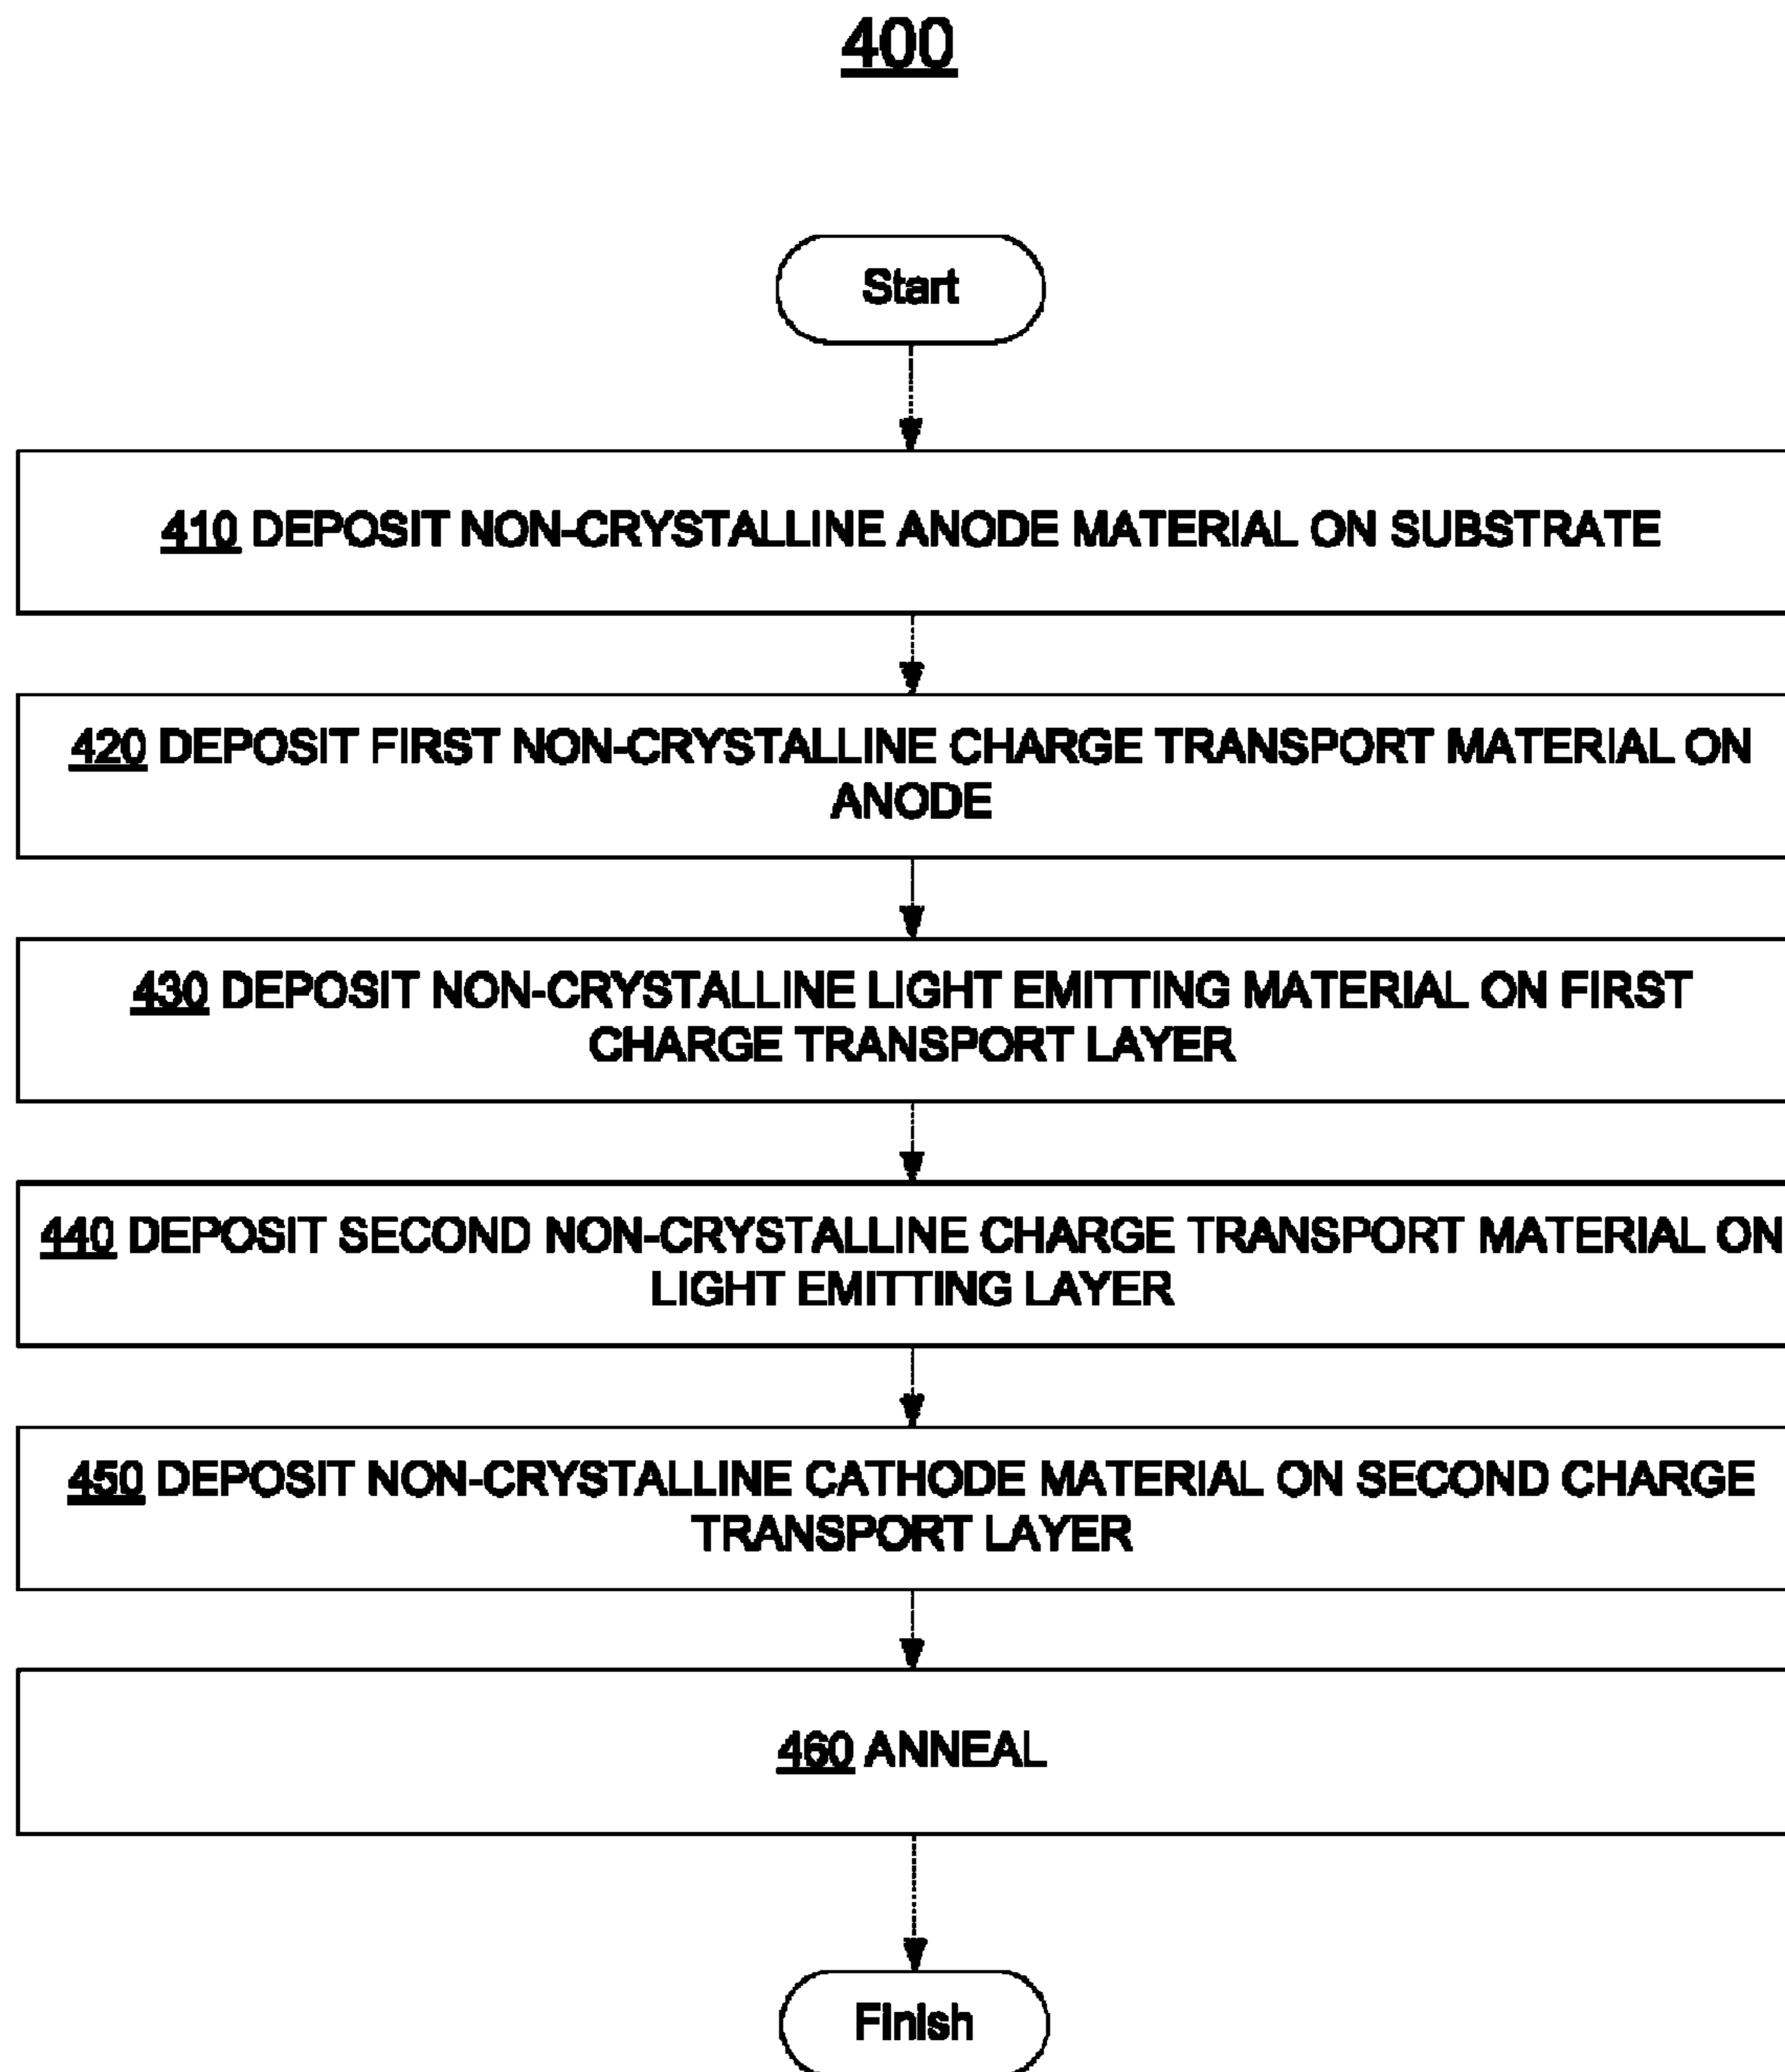 400
Start
410 DEPOSIT NON-CRYSTALLINE ANODE MATERIAL ON SUBSTRATE
420 DEPOSIT FIRST NON-CRYSTALLINE CHARGE TRANSPORT MATERIAL ON
ANODE
430 DEPOSIT NON-CRYSTALLINE LIGHT EMITTING MATERIAL ON FIRST
CHARGE TRANSPORT LAYER
440 DEPOSIT SECOND NON-CRYSTALLINE CHARGE TRANSPORT MATERIAL ON
LIGHT EMITTING LAYER
450 DEPOSIT NON-CRYSTALLINE CATHODE MATERIAL ON SECOND CHARGE
TRANSPORT LAYER
460 ANNEAL
Finish